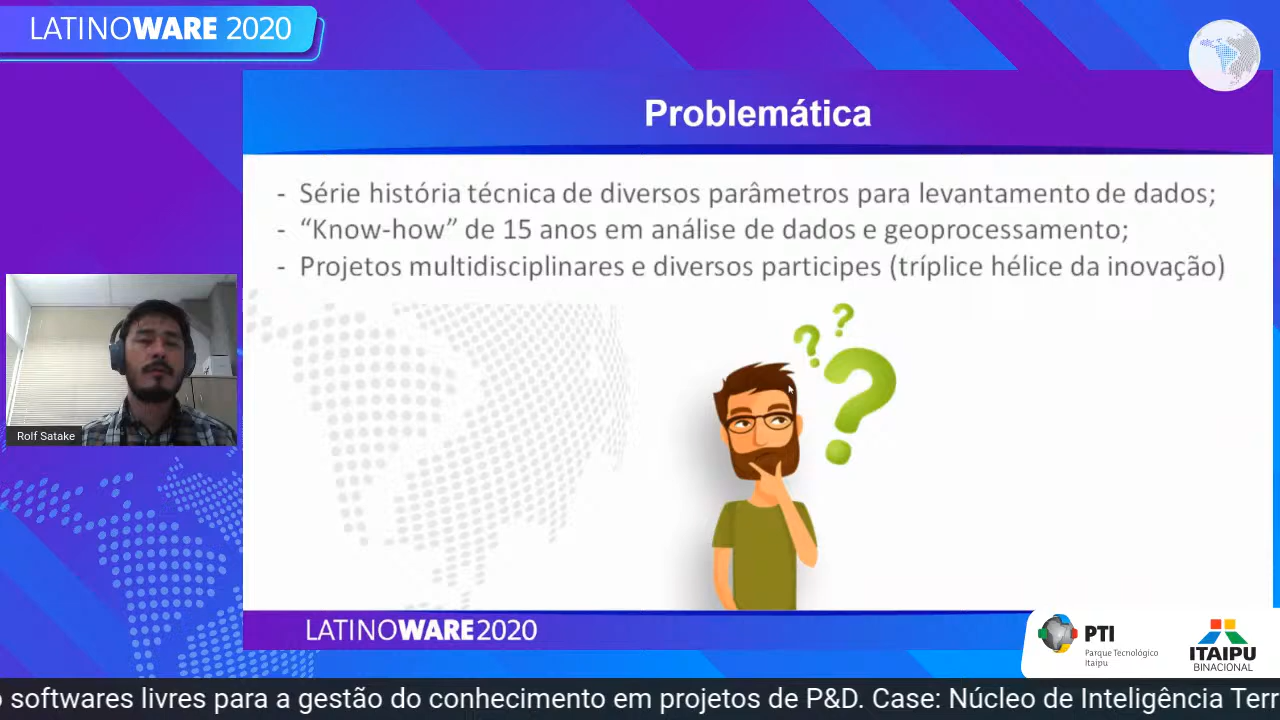 LATINOWARE 2020
Problemática
- Série história técnica de diversos parâmetros para levantamento de dados;
- “Know-how” de 15 anos em análise de dados e geoprocessamento;
- Projetos multidisciplinares e diversos participes (tríplice hélice da inovação)
Rolf Satake
LATINOWARE2020
PTI
Parque Tecnológico
Itaipu
ITAIPU
BINACIONAL
o softwares livres para a gestão do conhecimento em projetos de P&D. Case: Núcleo de Inteligência Terr